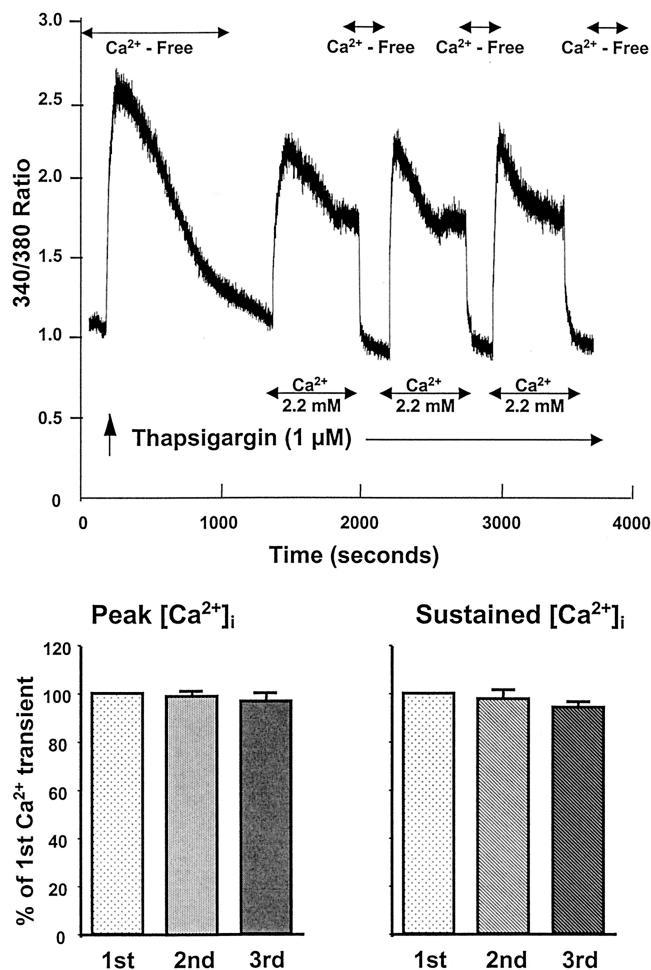 3.0
2.5
2.0
1.5
1.0
0.5
0
340/380 Ratio
Ca²⁺ - Free
Ca²⁺ - Free
Ca²⁺ - Free
Ca²⁺ - Free
Ca²⁺
2.2 mM
Ca²⁺
2.2 mM
Ca²⁺
2.2 mM
Thapsigargin (1 µM)
0
1000
2000
3000
4000
Time (seconds)
Peak [Ca²⁺]i
Sustained [Ca²⁺]i
% of 1st Ca²⁺ transient
120
100
80
60
40
20
0
1st
2nd
3rd
1st
2nd
3rd